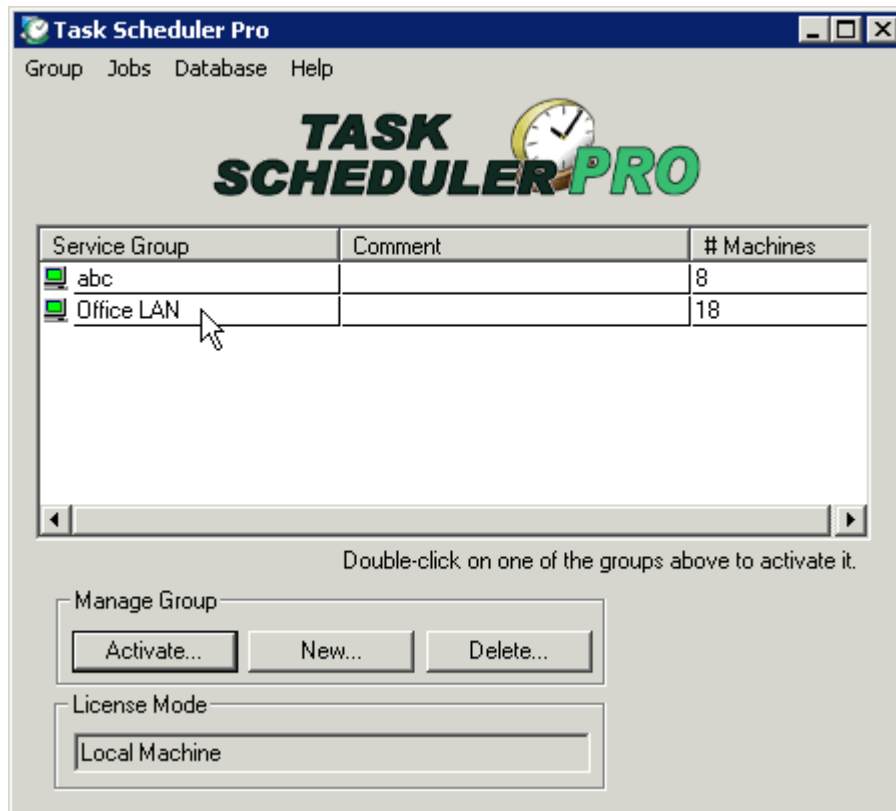 Task Scheduler Pro
Group Jobs Database Help
TASK
SCHEDULER PRO
Service Group Comment # Machines
abc 8
Office LAN 18
Double-click on one of the groups above to activate it.
Manage Group
Activate... New... Delete...
License Mode
Local Machine